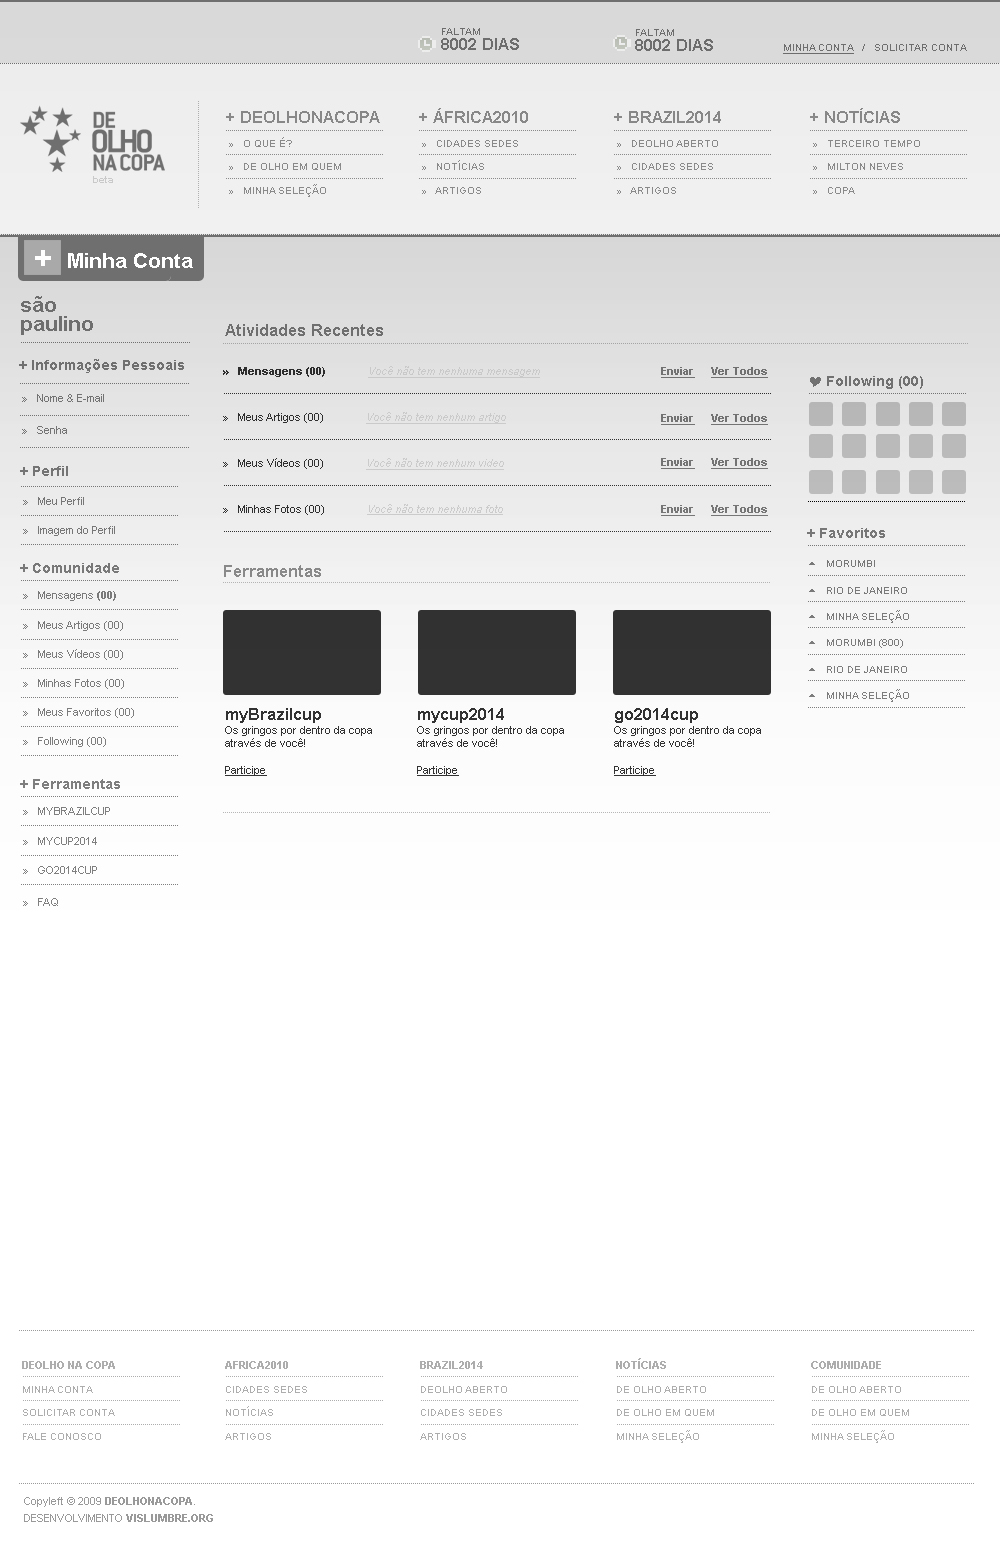 FALTAM
8002 DIAS
FALTAM
8002 DIAS
MINHA CONTA / SOLICITAR CONTA
DE
OLHO
NA COPA
beta
+ DEOLHONACOPA
» O QUE É?
» DE OLHO EM QUEM
» MINHA SELEÇÃO
+ ÁFRICA2010
» CIDADES SEDES
» NOTÍCIAS
» ARTIGOS
+ BRAZIL2014
» DEOLHO ABERTO
» CIDADES SEDES
» ARTIGOS
+ NOTÍCIAS
» TERCEIRO TEMPO
» MILTON NEVES
» COPA
+ Minha Conta
são
paulino
+ Informações Pessoais
» Nome & E-mail
» Senha
+ Perfil
» Meu Perfil
» Imagem do Perfil
+ Comunidade
» Mensagens (00)
» Meus Artigos (00)
» Meus Vídeos (00)
» Minhas Fotos (00)
» Meus Favoritos (00)
» Following (00)
+ Ferramentas
» MYBRAZILCUP
» MYCUP2014
» GO2014CUP
» FAQ
Atividades Recentes
» Mensagens (00) Você não tem nenhuma mensagem Enviar Ver Todos
» Meus Artigos (00) Você não tem nenhum artigo Enviar Ver Todos
» Meus Vídeos (00) Você não tem nenhum vídeo Enviar Ver Todos
» Minhas Fotos (00) Você não tem nenhuma foto Enviar Ver Todos
Ferramentas
myBrazilcup
Os gringos por dentro da copa
através de você!
Participe
mycup2014
Os gringos por dentro da copa
através de você!
Participe
go2014cup
Os gringos por dentro da copa
através de você!
Participe
Following (00)
+ Favoritos
MORUMBI
RIO DE JANEIRO
MINHA SELEÇÃO
MORUMBI (800)
RIO DE JANEIRO
MINHA SELEÇÃO
DEOLHO NA COPA
MINHA CONTA
SOLICITAR CONTA
FALE CONOSCO
AFRICA2010
CIDADES SEDES
NOTÍCIAS
ARTIGOS
BRAZIL2014
DEOLHO ABERTO
CIDADES SEDES
ARTIGOS
NOTÍCIAS
DE OLHO ABERTO
DE OLHO EM QUEM
MINHA SELEÇÃO
COMUNIDADE
DE OLHO ABERTO
DE OLHO EM QUEM
MINHA SELEÇÃO
Copyleft © 2009 DEOLHONACOPA.
DESENVOLVIMENTO VISLUMBRE.ORG